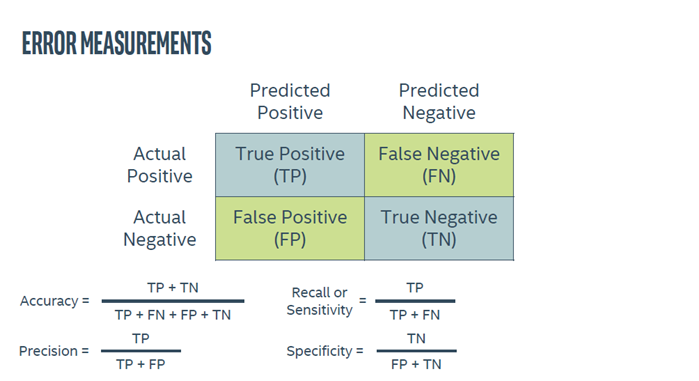 ERROR MEASUREMENTS
Predicted Positive
Predicted Negative
Actual Positive
True Positive (TP)
False Negative (FN)
Actual Negative
False Positive (FP)
True Negative (TN)
Accuracy =
TP + TN
TP + FN + FP + TN
Recall or Sensitivity =
TP
TP + FN
Precision =
TP
TP + FP
Specificity =
TN
FP + TN